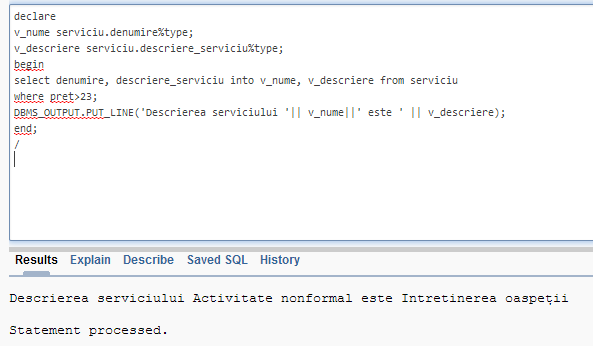 declare
v_nume serviciu.denumire%type;
v_descriere serviciu.descriere_serviciu%type;
begin
select denumire, descriere_serviciu into v_nume, v_descriere from serviciu
where pret>23;
DBMS_OUTPUT.PUT_LINE('Descrierea serviciului '|| v_nume||' este ' || v_descriere);
end;
/
Results Explain Describe Saved SQL History
Descrierea serviciului Activitate nonformal este Intretinerea oaspeții
Statement processed.